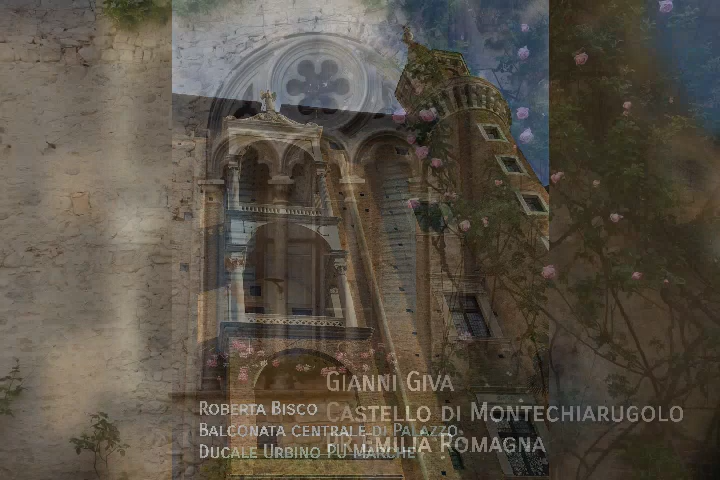 Gianni Giva
Castello di Montechiarugolo
Emilia Romagna
Roberta Bisco
Balconata centrale di Palazzo
Ducale Urbino PU Marche